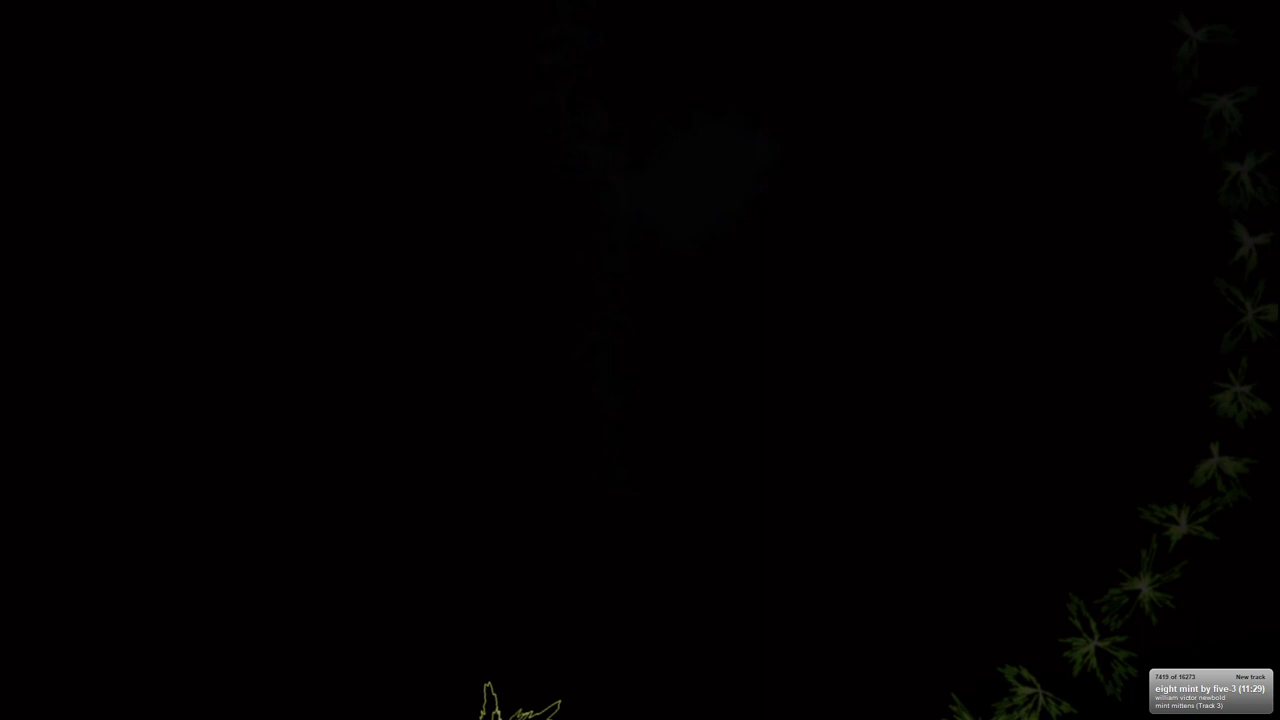 7419 of 16273 New track
eight mint by five-3 (11:29)
william victor newbold
mint mittens (Track 3)